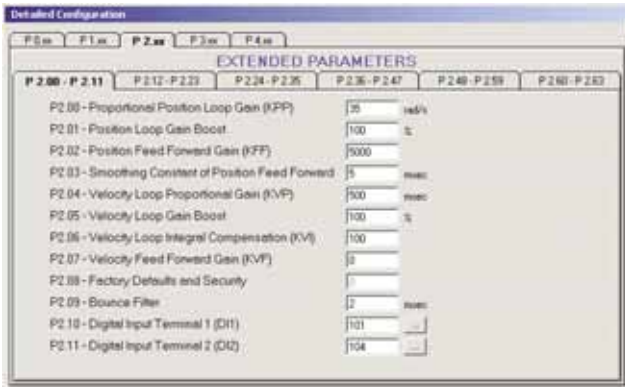 Detailed Configuration
P0.xx P1.xx P2.xx P3.xx P4.xx
EXTENDED PARAMETERS
P 2.00 - P 2.11 P 2.12 - P 2.23 P 2.24 - P 2.35 P 2.36 - P 2.47 P 2.48 - P 2.59 P 2.60 - P 2.63
P2.00 - Proportional Position Loop Gain (KPP) 35 rad/s
P2.01 - Position Loop Gain Boost 100 %
P2.02 - Position Feed Forward Gain (KFF) 5000
P2.03 - Smoothing Constant of Position Feed Forward 5 msec
P2.04 - Velocity Loop Proportional Gain (KVP) 500 msec
P2.05 - Velocity Loop Gain Boost 100 %
P2.06 - Velocity Loop Integral Compensation (KVI) 100
P2.07 - Velocity Feed Forward Gain (KVF) 0
P2.08 - Factory Defaults and Security
P2.09 - Bounce Filter 2 msec
P2.10 - Digital Input Terminal 1 (DI1) 101 ...
P2.11 - Digital Input Terminal 2 (DI2) 104 ...